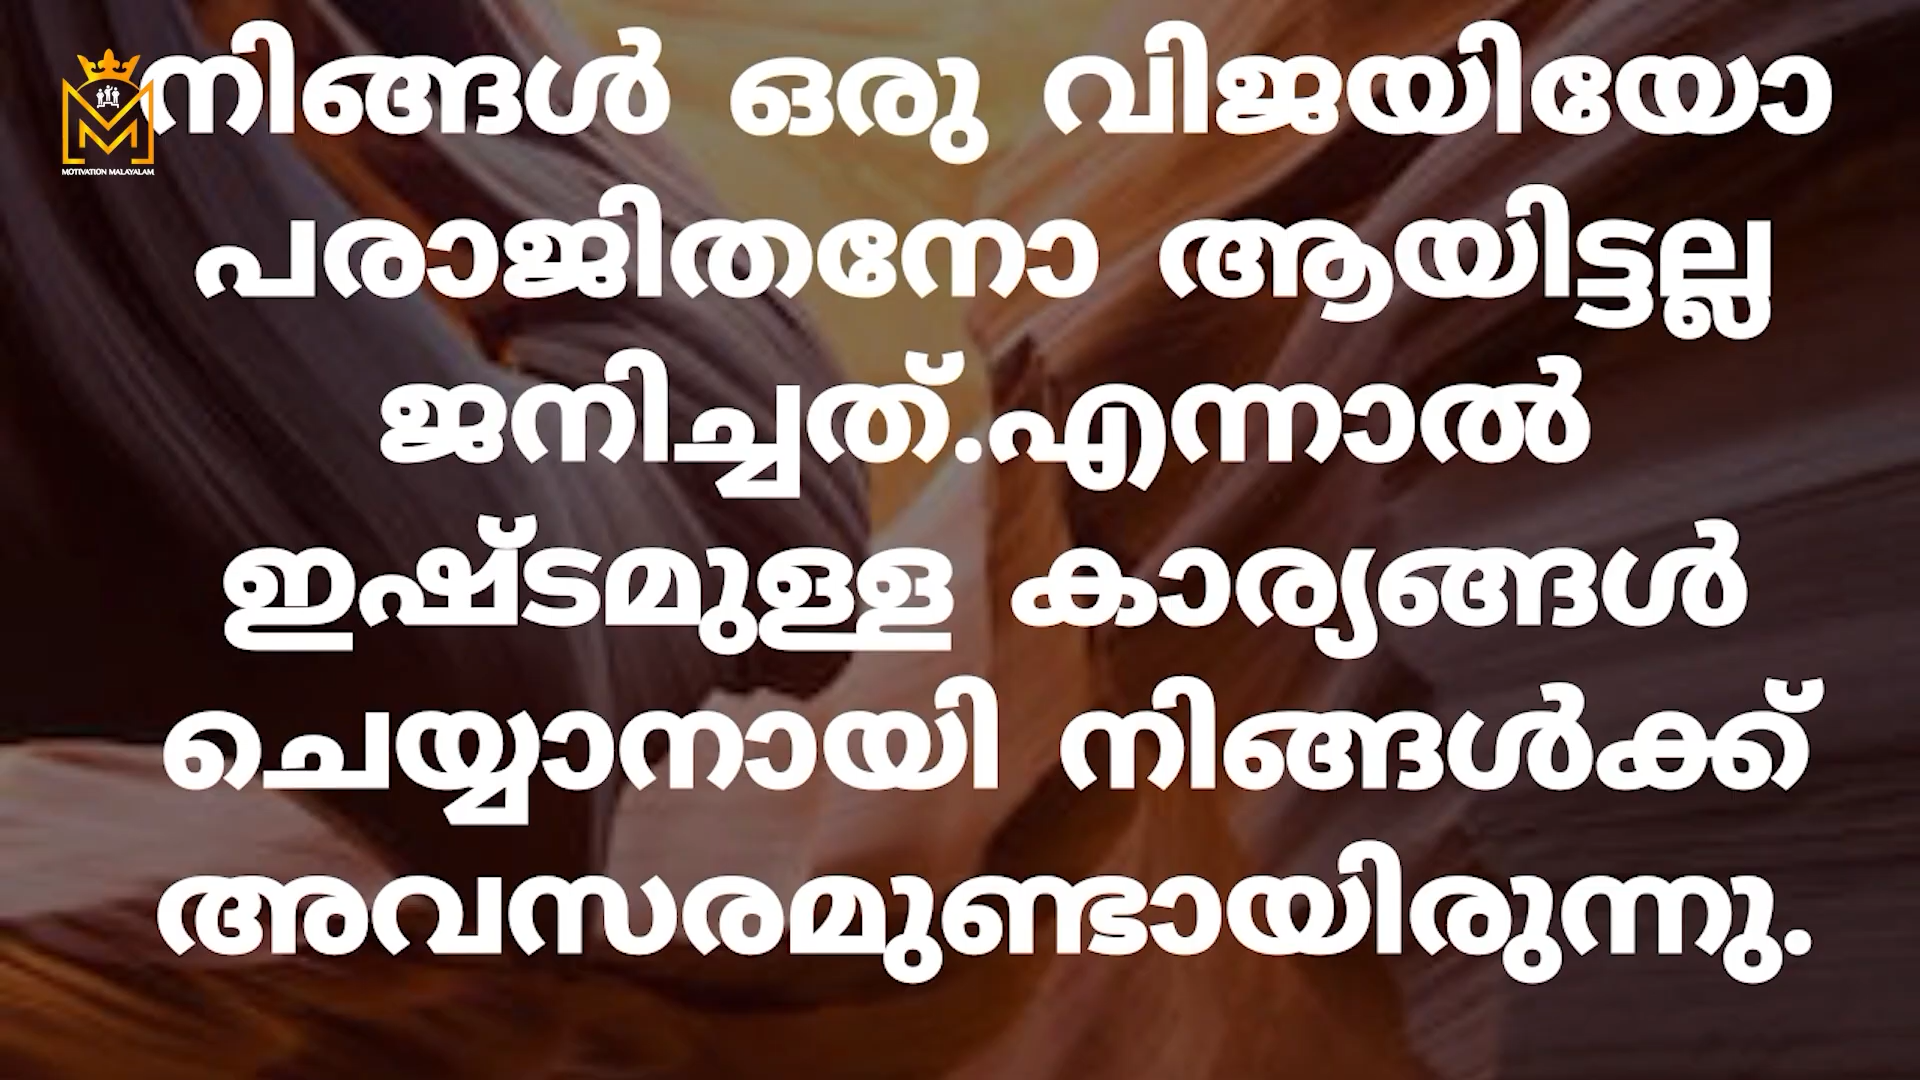 നിങ്ങൾ ഒരു വിജയിയോ
പരാജിതനോ ആയിട്ടല്ല
ജനിച്ചത്.എന്നാൽ
ഇഷ്ടമുള്ള കാര്യങ്ങൾ
ചെയ്യാനായി നിങ്ങൾക്ക്
അവസരമുണ്ടായിരുന്നു.
MOTIVATION MALAYALAM